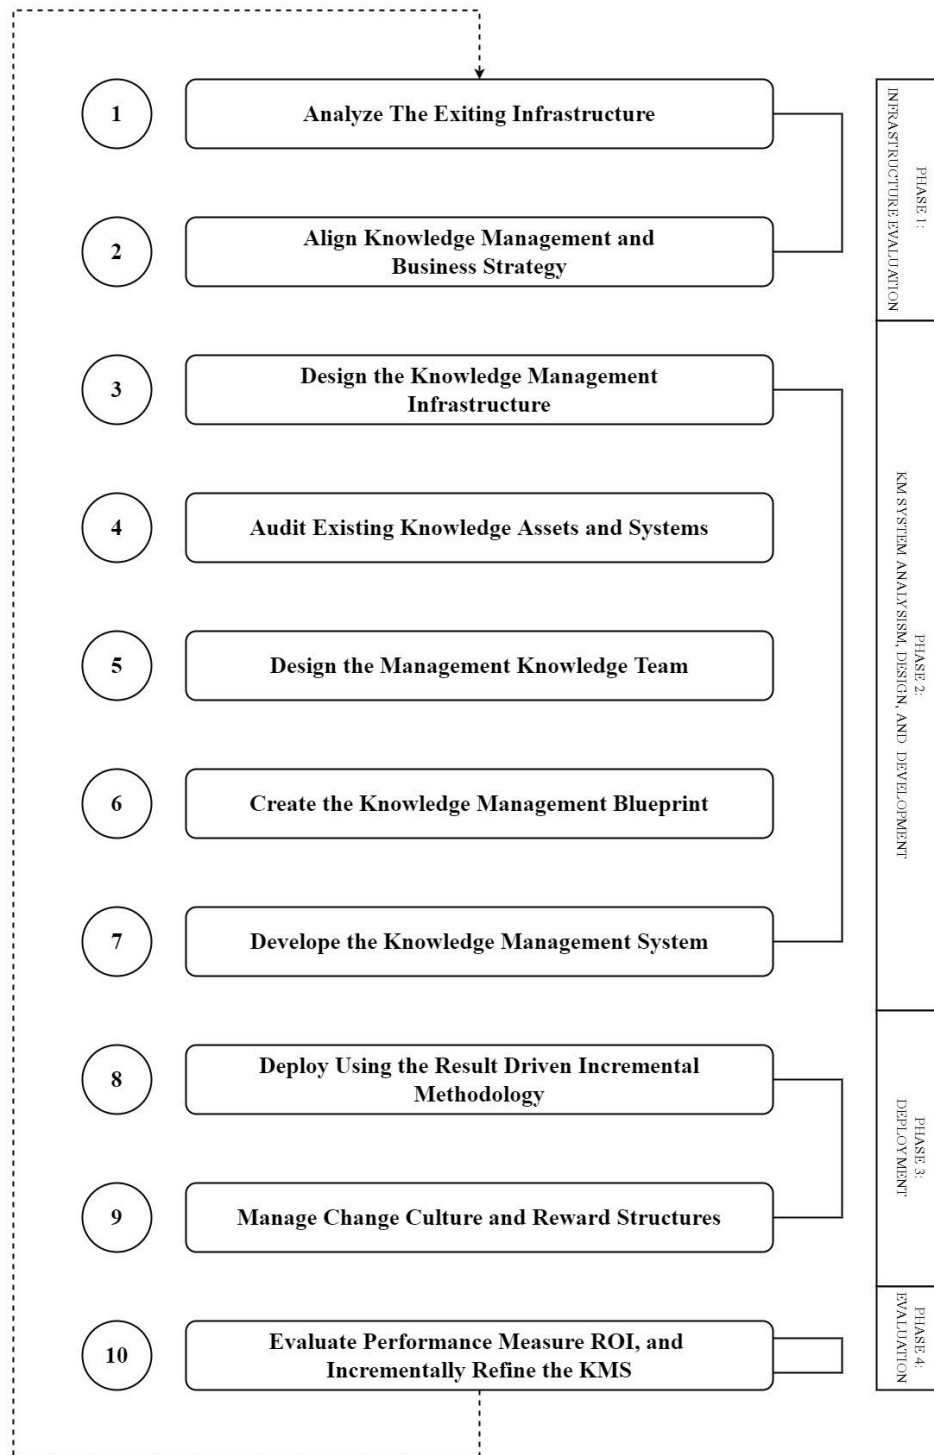 1
Analyze The Exiting Infrastructure
2
Align Knowledge Management and
Business Strategy
PHASE 1:
INFRASTRUCTURE EVALUATION
3
Design the Knowledge Management
Infrastructure
4
Audit Existing Knowledge Assets and Systems
5
Design the Management Knowledge Team
6
Create the Knowledge Management Blueprint
7
Develope the Knowledge Management System
PHASE 2:
KM SYSTEM ANALYSISM, DESIGN, AND DEVELOPMENT
8
Deploy Using the Result Driven Incremental
Methodology
9
Manage Change Culture and Reward Structures
PHASE 3:
DEPLOYMENT
10
Evaluate Performance Measure ROI, and
Incrementally Refine the KMS
PHASE 4:
EVALUATION